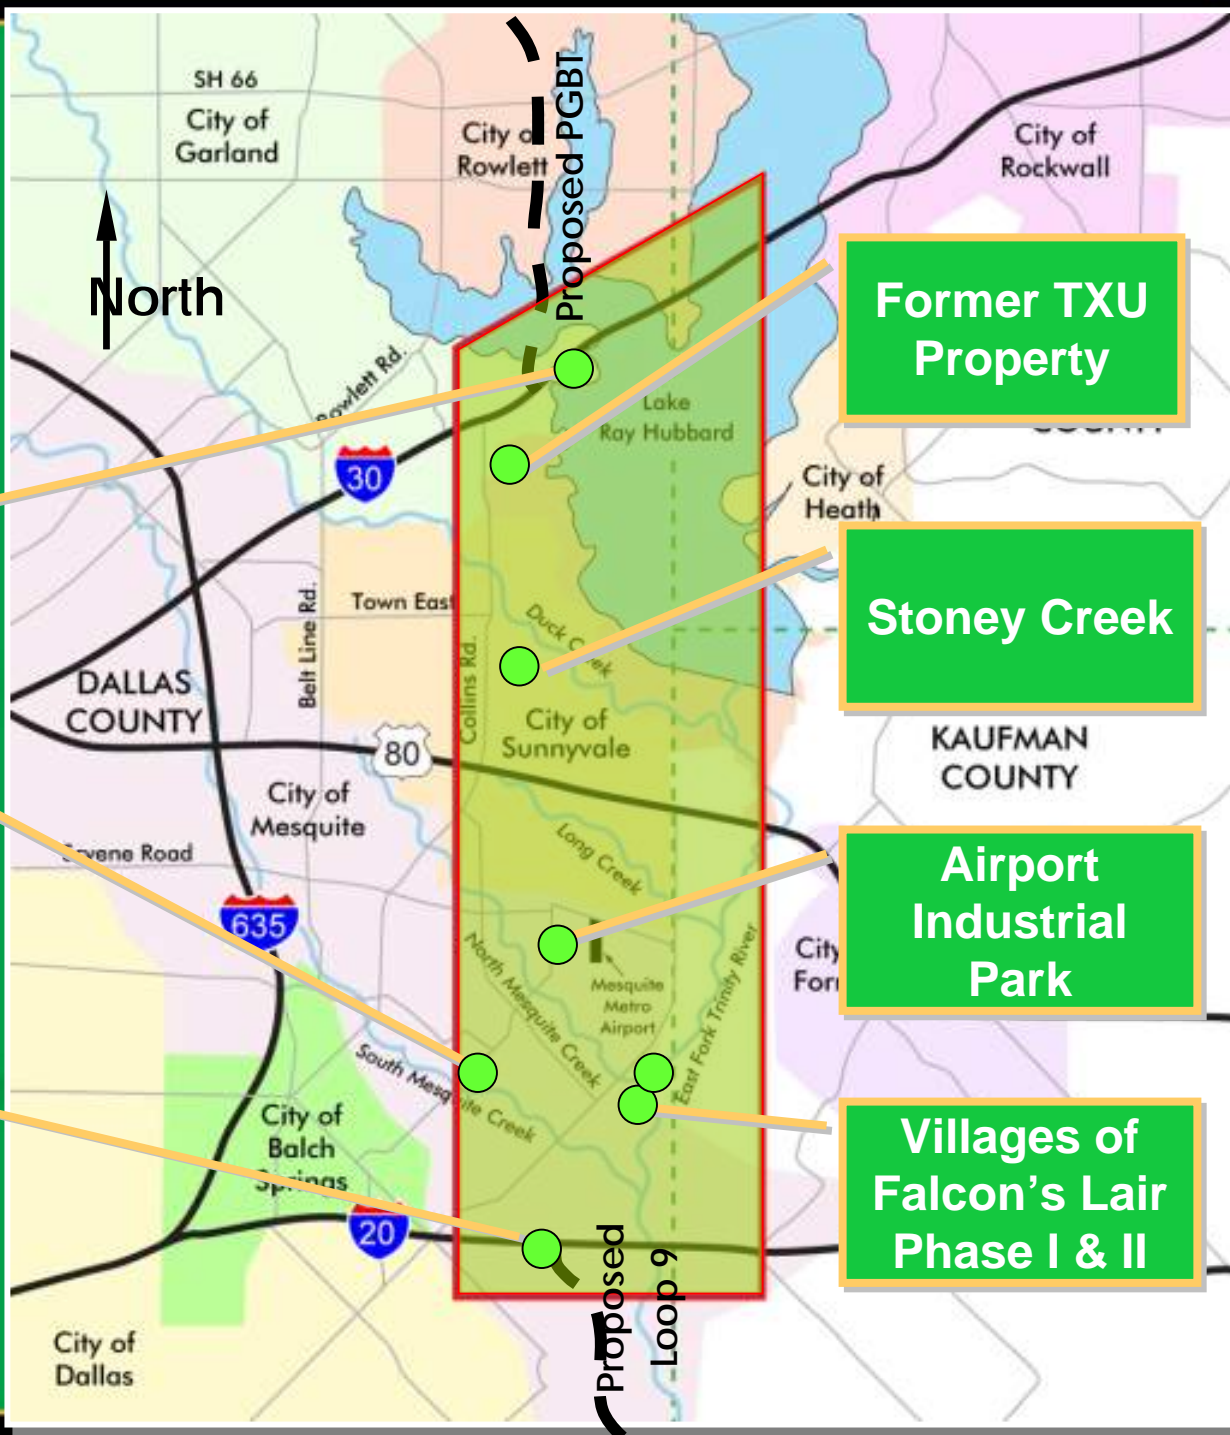 SH 66
City of
Garland
City of
Rowlett
Proposed PGBT
City of
Rockwall
North
Former TXU
Property
Rowlett Rd.
Lake
Ray Hubbard
30
City of
Heath
Town East
Belt Line Rd.
Duck Creek
Stoney Creek
Collins Rd.
DALLAS
COUNTY
City of
Sunnyvale
80
KAUFMAN
COUNTY
City of
Mesquite
Long Creek
Road
Airport
Industrial
Park
635
City
North Mesquite Creek
Mesquite
Metro
Airport
East Fork Trinity River
South Mesquite Creek
City of
Balch
Springs
Villages of
Falcon's Lair
Phase I & II
20
Proposed
Loop 9
City of
Dallas